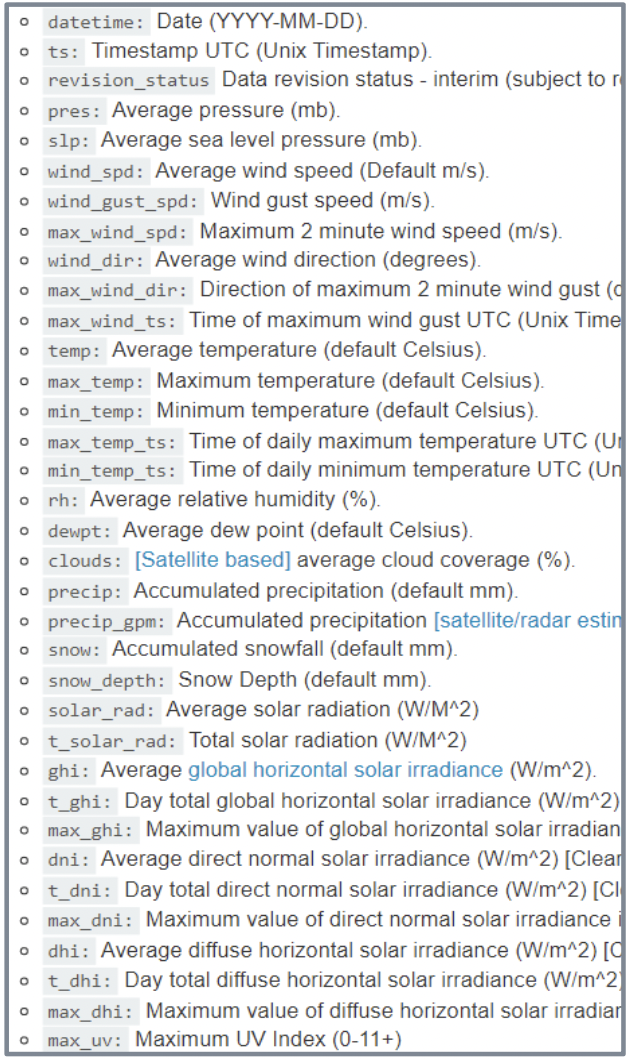 datetime: Date (YYYY-MM-DD).
ts: Timestamp UTC (Unix Timestamp).
revision_status Data revision status - interim (subject to
pres: Average pressure (mb).
slp: Average sea level pressure (mb).
wind_spd: Average wind speed (Default m/s).
wind_gust_spd: Wind gust speed (m/s).
max_wind_spd: Maximum 2 minute wind speed (m/s).
wind_dir: Average wind direction (degrees).
max_wind_dir: Direction of maximum 2 minute wind gust
max_wind_ts: Time of maximum wind gust UTC (Unix Time
temp: Average temperature (default Celsius).
max_temp: Maximum temperature (default Celsius).
min_temp: Minimum temperature (default Celsius).
max_temp_ts: Time of daily maximum temperature UTC
min_temp_ts: Time of daily minimum temperature UTC (Un
rh: Average relative humidity (%).
dewpt: Average dew point (default Celsius).
clouds: [Satellite based] average cloud coverage (%).
precip: Accumulated precipitation (default mm).
precip_gpm: Accumulated precipitation [satellite/radar estim
snow: Accumulated snowfall (default mm).
snow_depth: Snow Depth (default mm).
solar_rad: Average solar radiation (W/M^2)
t_solar_rad: Total solar radiation (W/M^2)
ghi: Average global horizontal solar irradiance (W/m^2).
t_ghi: Day total global horizontal solar irradiance (W/m^2)
max_ghi: Maximum value of global horizontal solar irradian
dni: Average direct normal solar irradiance (W/m^2) [Clear
t_dni: Day total direct normal solar irradiance (W/m^2) [Cl
max_dni: Maximum value of direct normal solar irradiance i
dhi: Average diffuse horizontal solar irradiance (W/m^2) [C
t_dhi: Day total diffuse horizontal solar irradiance (W/m^2)
max_dhi: Maximum value of diffuse horizontal solar irradian
max_uv: Maximum UV Index (0-11+)